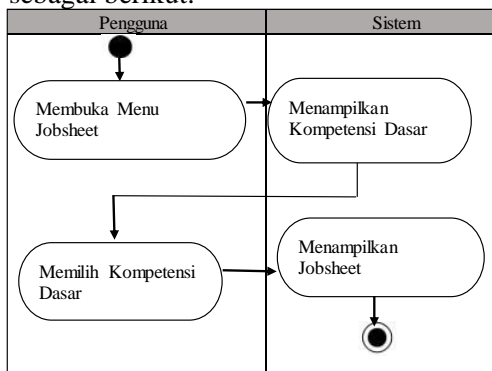 sebagai berikut:
Pengguna
Sistem
Membuka Menu
Jobsheet
Menampilkan
Kompetensi Dasar
Memilih Kompetensi
Dasar
Menampilkan
Jobsheet